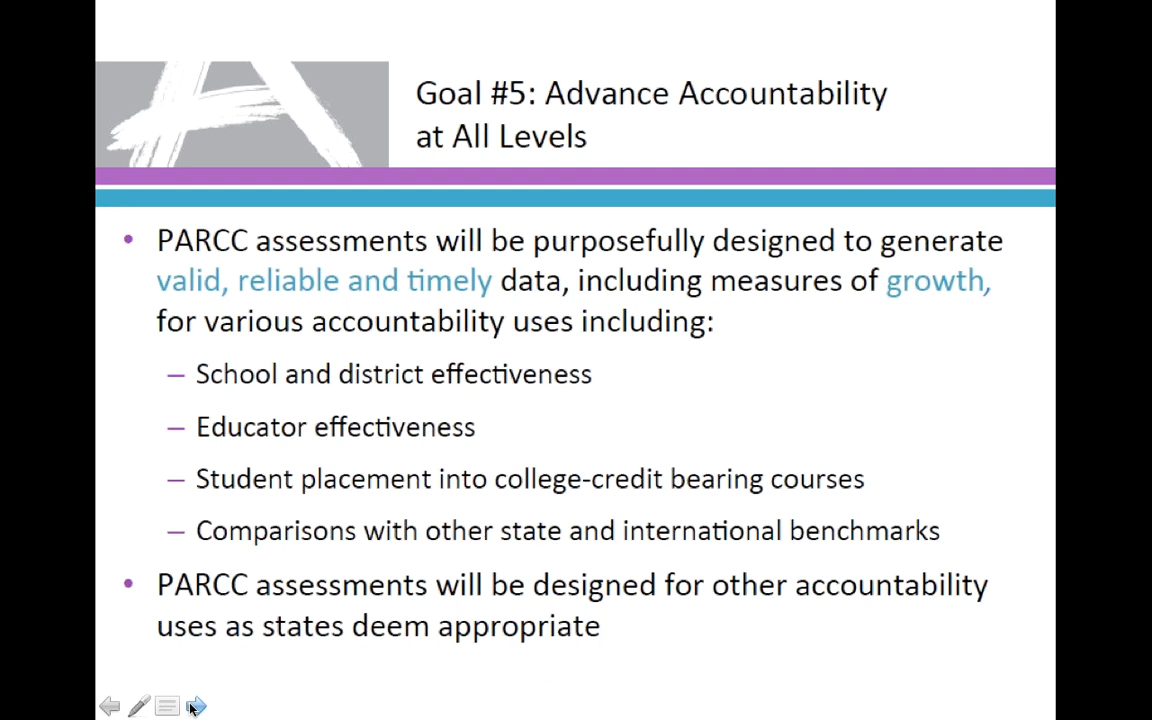 Goal #5: Advance Accountability
at All Levels
• PARCC assessments will be purposefully designed to generate
valid, reliable and timely data, including measures of growth,
for various accountability uses including:
– School and district effectiveness
– Educator effectiveness
– Student placement into college-credit bearing courses
– Comparisons with other state and international benchmarks
• PARCC assessments will be designed for other accountability
uses as states deem appropriate